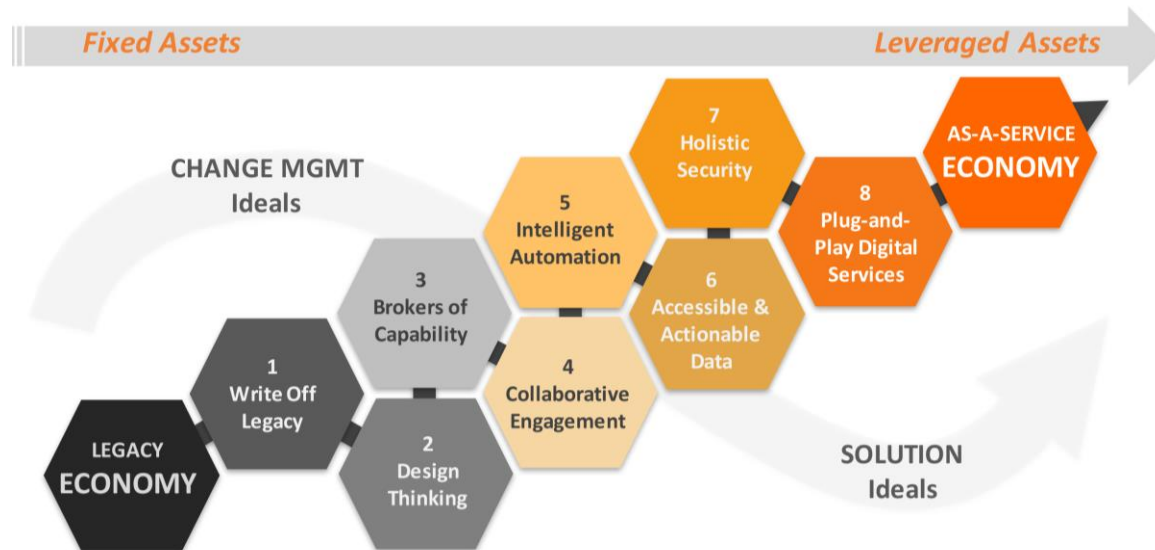 Fixed Assets
Leveraged Assets
CHANGE MGMT
Ideals
LEGACY
ECONOMY
1
Write Off
Legacy
2
Design
Thinking
3
Brokers of
Capability
4
Collaborative
Engagement
5
Intelligent
Automation
6
Accessible &
Actionable
Data
7
Holistic
Security
8
Plug-and-
Play Digital
Services
AS-A-SERVICE
ECONOMY
SOLUTION
Ideals